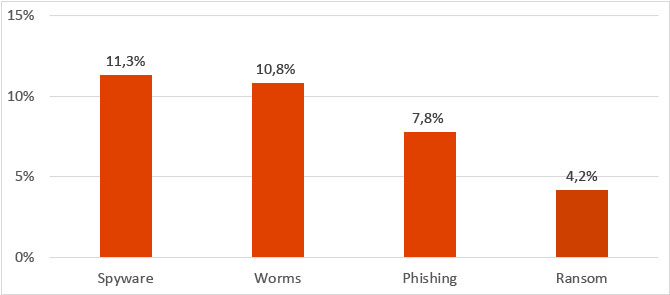 15%
11,3%
10,8%
10%
7,8%
5%
4,2%
0%
Spyware
Worms
Phishing
Ransom